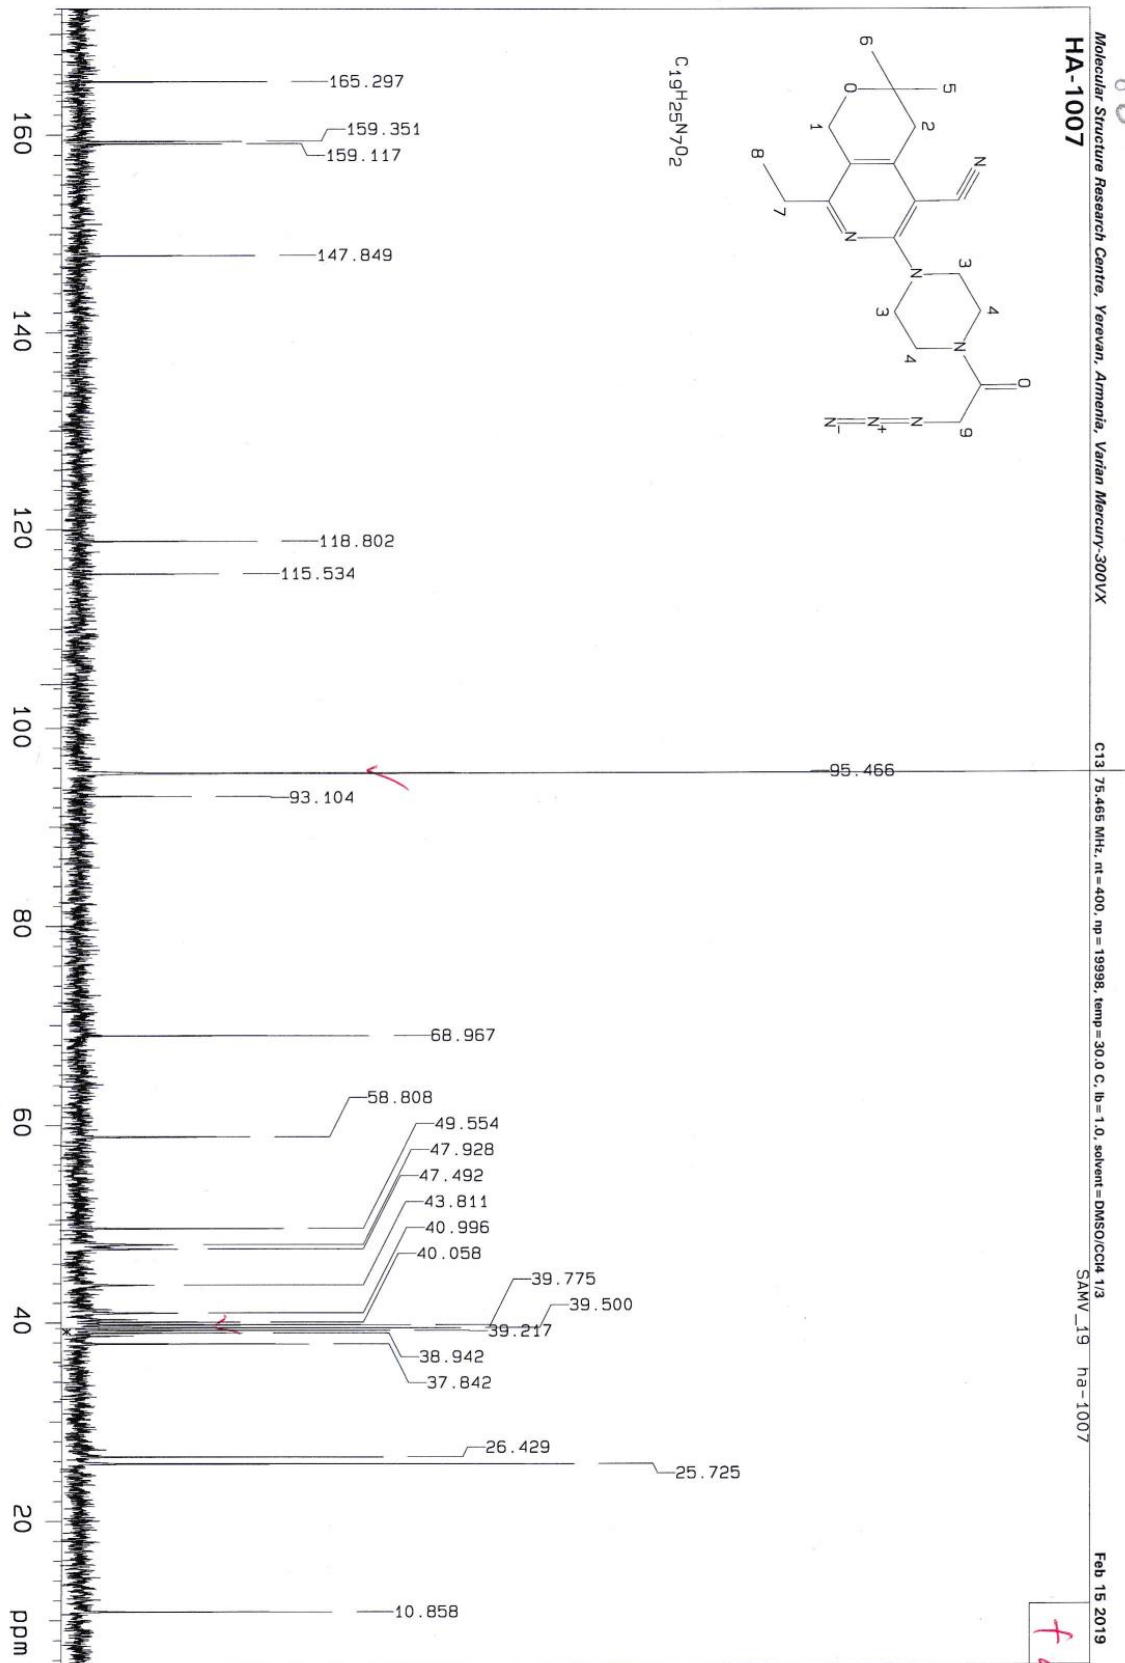 Molecular Structure Research Centre, Yerevan, Armenia, Varian Mercury-300VX
C13 75.465 MHz, nt=400, np=19998, temp=30.0 C, lb=1.0, solvent=DMSO/CCl4 1/3
Feb 15 2019
HA-1007
SAMV_19 ha-1007
f
N
5
6
2
O
1
8
7
N
N
3
3
4
4
N
O
9
N
N+
N-
C19H25N7O2
165.297
159.351
159.117
147.849
118.802
115.534
95.466
93.104
68.967
58.808
49.554
47.928
47.492
43.811
40.996
40.058
39.775
39.500
39.217
38.942
37.842
26.429
25.725
10.858
*
160
140
120
100
80
60
40
20
ppm